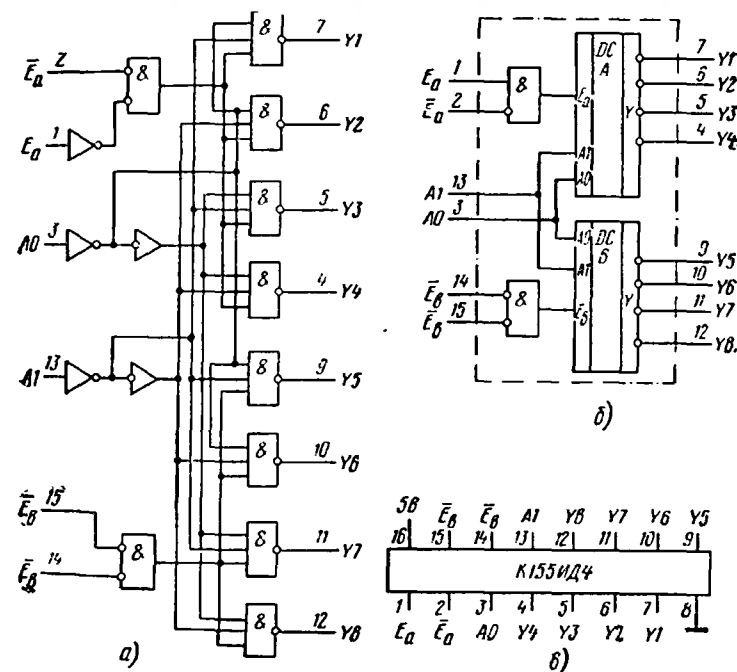 & 7 Y1
Ēa 2 &
& 6 Y2
Ea 1
& 5 Y3
A0 3
& 4 Y4
A1 13
& 9 Y5
& 10 Y6
Ēв 15
& & 11 Y7
Ēв 14
& 12 Y8
а)
DC A 7 Y1
Ea 1 & Ea 6 Y2
Ēa 2 Y 5 Y3
4 Y4
A1 13 A1
A0 3 A0
A0 DC Б 9 Y5
A1 10 Y6
Ēв 14 & Ēб Y 11 Y7
Ēв 15 12 Y8
б)
5В Ēв Ēв A1 Y8 Y7 Y6 Y5
16 15 14 13 12 11 10 9
К155ИД4
1 2 3 4 5 6 7 8
Ea Ēa A0 Y4 Y3 Y2 Y1
в)